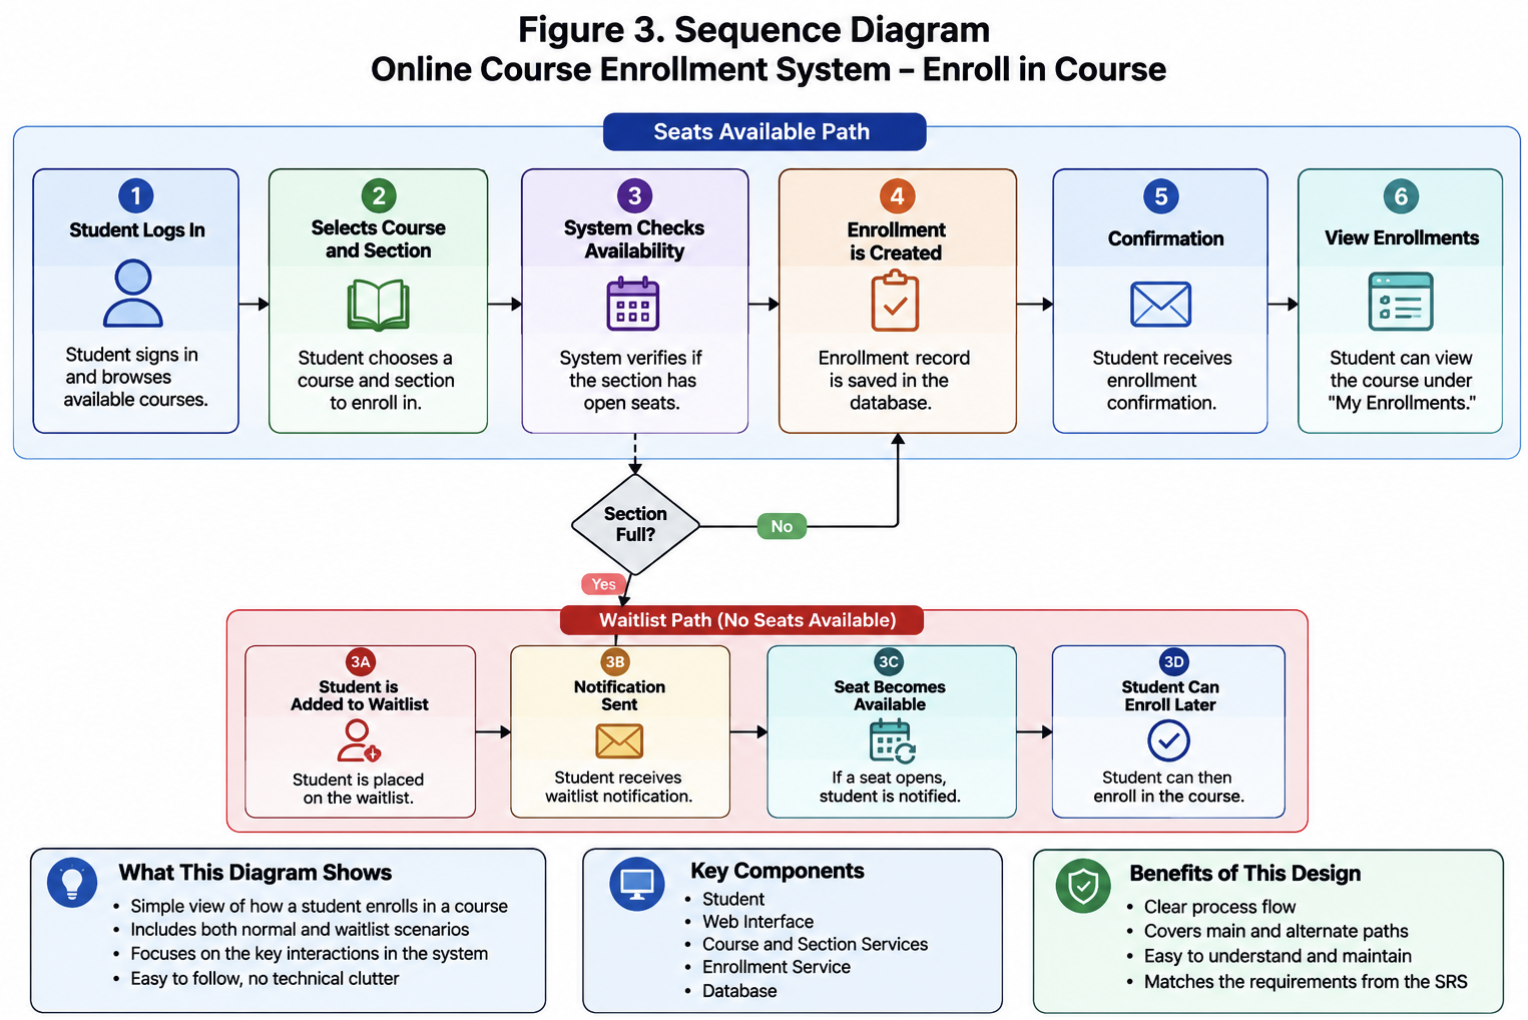 Figure 3. Sequence Diagram
Online Course Enrollment System – Enroll in Course
Seats Available Path
1
Student Logs In
Student signs in
and browses
available courses.
2
Selects Course
and Section
Student chooses a
course and section
to enroll in.
3
System Checks
Availability
System verifies if
the section has
open seats.
4
Enrollment
is Created
Enrollment record
is saved in the
database.
5
Confirmation
Student receives
enrollment
confirmation.
6
View Enrollments
Student can view
the course under
"My Enrollments."
Section
Full?
No
Yes
Waitlist Path (No Seats Available)
3A
Student is
Added to Waitlist
Student is placed
on the waitlist.
3B
Notification
Sent
Student receives
waitlist notification.
3C
Seat Becomes
Available
If a seat opens,
student is notified.
3D
Student Can
Enroll Later
Student can then
enroll in the course.
What This Diagram Shows
• Simple view of how a student enrolls in a course
• Includes both normal and waitlist scenarios
• Focuses on the key interactions in the system
• Easy to follow, no technical clutter
Key Components
• Student
• Web Interface
• Course and Section Services
• Enrollment Service
• Database
Benefits of This Design
• Clear process flow
• Covers main and alternate paths
• Easy to understand and maintain
• Matches the requirements from the SRS